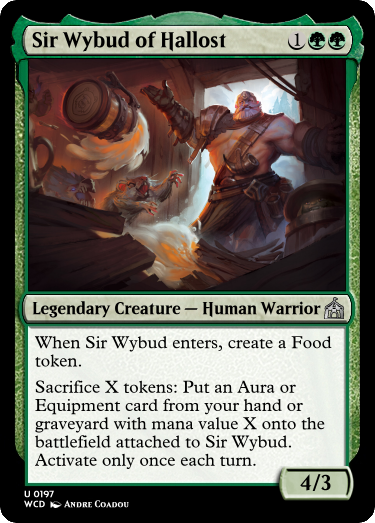 Sir Wybud of Hallost 1
Legendary Creature — Human Warrior
When Sir Wybud enters, create a Food
token.
Sacrifice X tokens: Put an Aura or
Equipment card from your hand or
graveyard with mana value X onto the
battlefield attached to Sir Wybud.
Activate only once each turn.
4/3
U 0197
WCD Andre Coadou